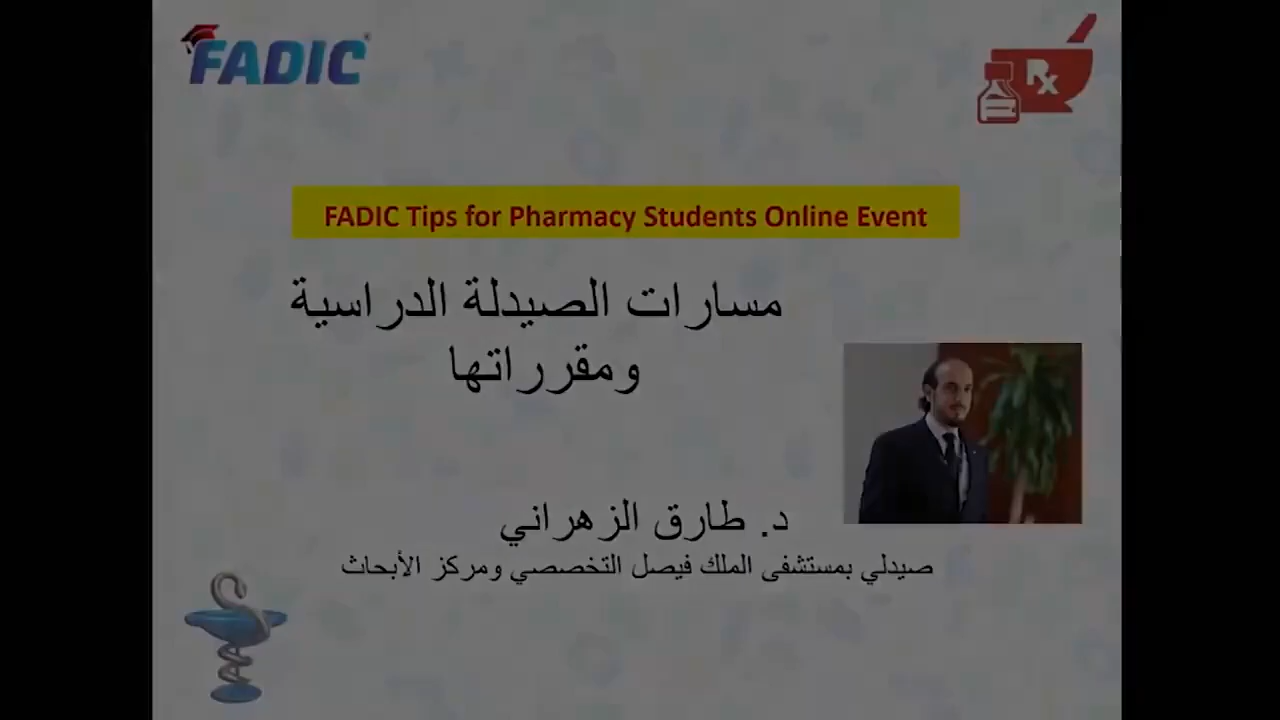 FADIC
Rx
FADIC Tips for Pharmacy Students Online Event
مسارات الصيدلة الدراسية
ومقرراتها
د. طارق الزهراني
صيدلي بمستشفى الملك فيصل التخصصي ومركز الأبحاث